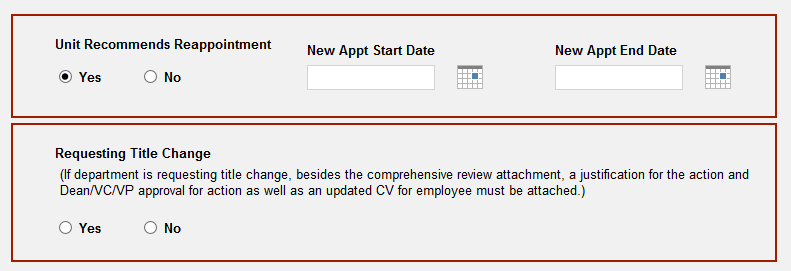 Unit Recommends Reappointment
New Appt Start Date
New Appt End Date
Yes
No
Requesting Title Change
(If department is requesting title change, besides the comprehensive review attachment, a justification for the action and
Dean/VC/VP approval for action as well as an updated CV for employee must be attached.)
Yes
No